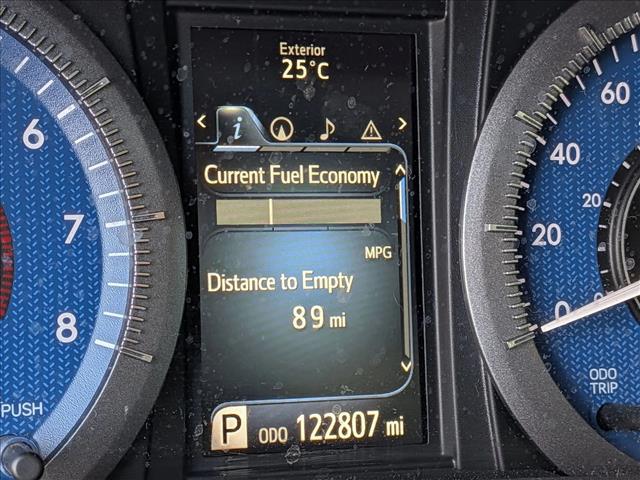 Exterior
25°C
< i >
Current Fuel Economy
MPG
Distance to Empty
89 mi
P ODO 122807 mi
6
7
8
PUSH
60
40
20
0
20
0
ODO
TRIP